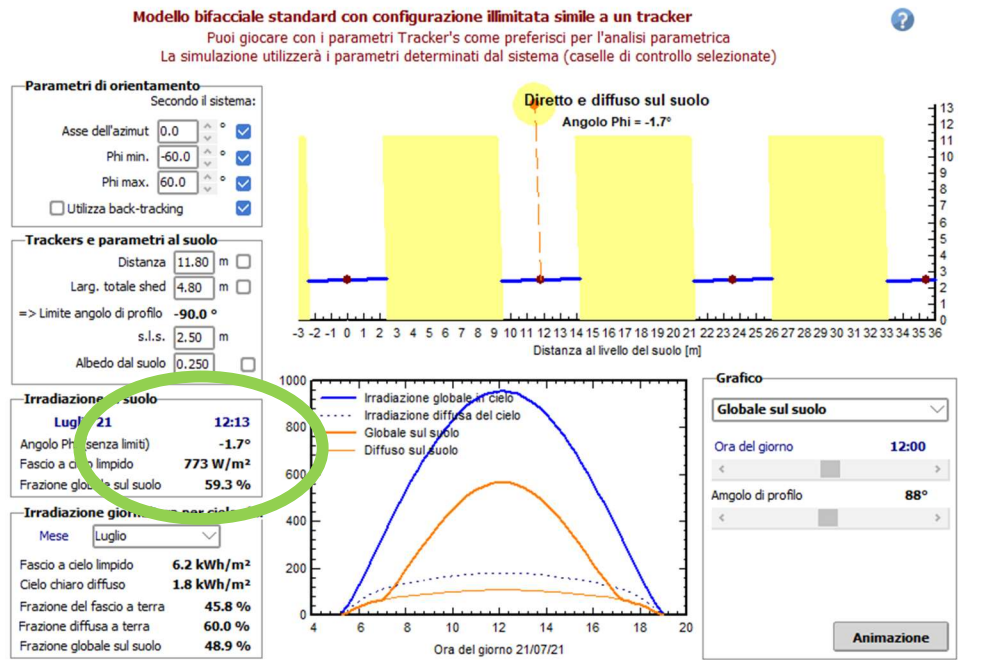 Modello bifacciale standard con configurazione illimitata simile a un tracker
Puoi giocare con i parametri Tracker's come preferisci per l'analisi parametrica
La simulazione utilizzerà i parametri determinati dal sistema (caselle di controllo selezionate)
?
Parametri di orientamento
Secondo il sistema:
Asse dell'azimut 0.0 °
Phi min. -60.0 °
Phi max. 60.0 °
Utilizza back-tracking
Trackers e parametri al suolo
Distanza 11.80 m
Larg. totale shed 4.80 m
=> Limite angolo di profilo -90.0 °
s.l.s. 2.50 m
Albedo dal suolo 0.250
Irradiazione suolo
Luglio 21 12:13
Angolo Phi (senza limiti) -1.7°
Fascio a cielo limpido 773 W/m²
Frazione globale sul suolo 59.3 %
Irradiazione per
Mese Luglio
Fascio a cielo limpido 6.2 kWh/m²
Cielo chiaro diffuso 1.8 kWh/m²
Frazione del fascio a terra 45.8 %
Frazione diffusa a terra 60.0 %
Frazione globale sul suolo 48.9 %
Diretto e diffuso sul suolo
Angolo Phi = -1.7°
13
12
11
10
9
8
7
6
5
4
3
2
1
0
-3 -2 -1 0 1 2 3 4 5 6 7 8 9 10 11 12 13 14 15 16 17 18 19 20 21 22 23 24 25 26 27 28 29 30 31 32 33 34 35 36
Distanza al livello del suolo [m]
1000
800
600
400
200
0
Irradiazione globale in cielo
Irradiazione diffusa del cielo
Globale sul suolo
Diffuso sul suolo
4 6 8 10 12 14 16 18 20
Ora del giorno 21/07/21
Grafico
Globale sul suolo
Ora del giorno 12:00
Amgolo di profilo 88°
Animazione